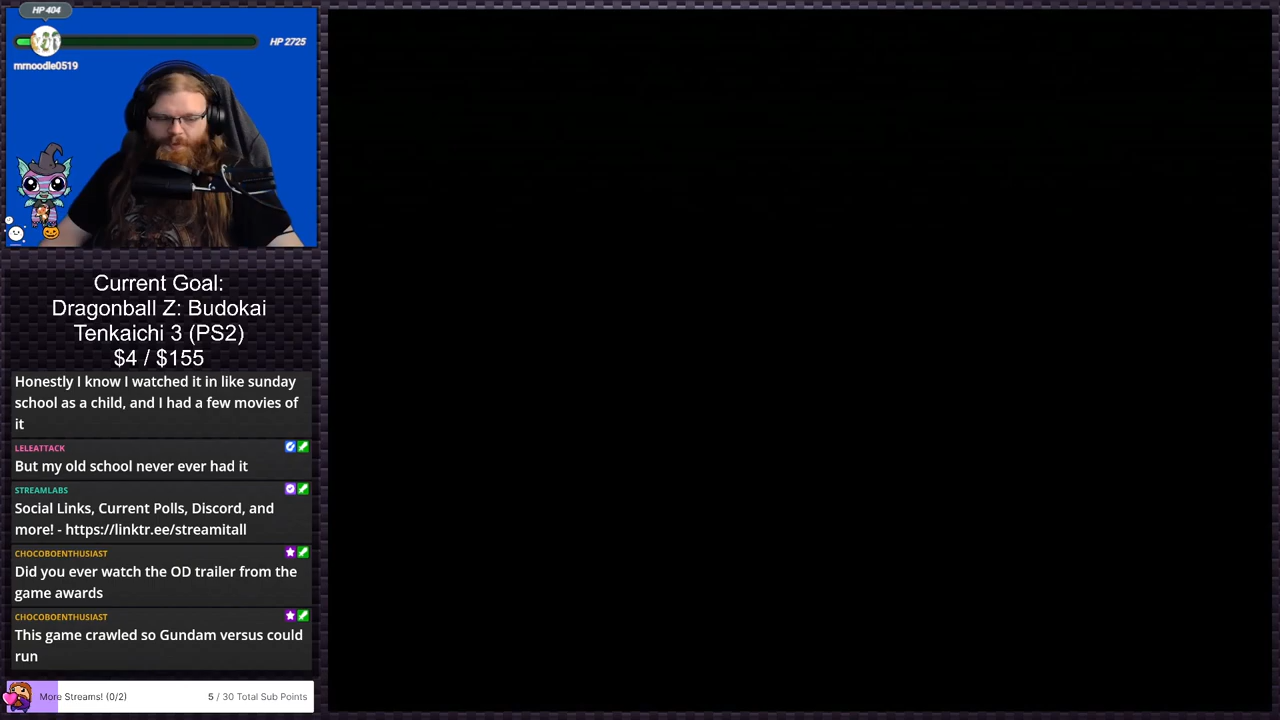 HP 404
HP 2725
mrnoodle0519
Current Goal:
Dragonball Z: Budokai
Tenkaichi 3 (PS2)
$4 / $155
Honestly I know I watched it in like sunday
school as a child, and I had a few movies of
it
LELEATTACK
But my old school never ever had it
STREAMLABS
Social Links, Current Polls, Discord, and
more! - https://linktr.ee/streamitall
CHOCOBOENTHUSIAST
Did you ever watch the OD trailer from the
game awards
CHOCOBOENTHUSIAST
This game crawled so Gundam versus could
run
More Streams! (0/2)
5 / 30 Total Sub Points